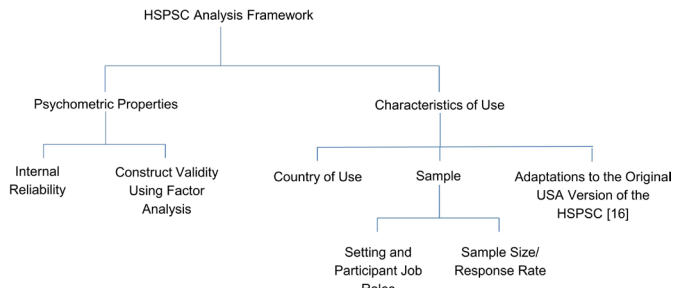 HSPSC Analysis Framework
Psychometric Properties
Characteristics of Use
Internal
Reliability
Construct Validity
Using Factor
Analysis
Country of Use
Sample
Adaptations to the Original
USA Version of the
HSPSC [16]
Setting and
Participant Job
Roles
Sample Size/
Response Rate